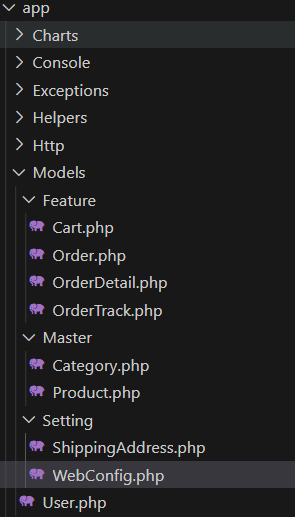 app
Charts
Console
Exceptions
Helpers
Http
Models
Feature
Cart.php
Order.php
OrderDetail.php
OrderTrack.php
Master
Category.php
Product.php
Setting
ShippingAddress.php
WebConfig.php
User.php